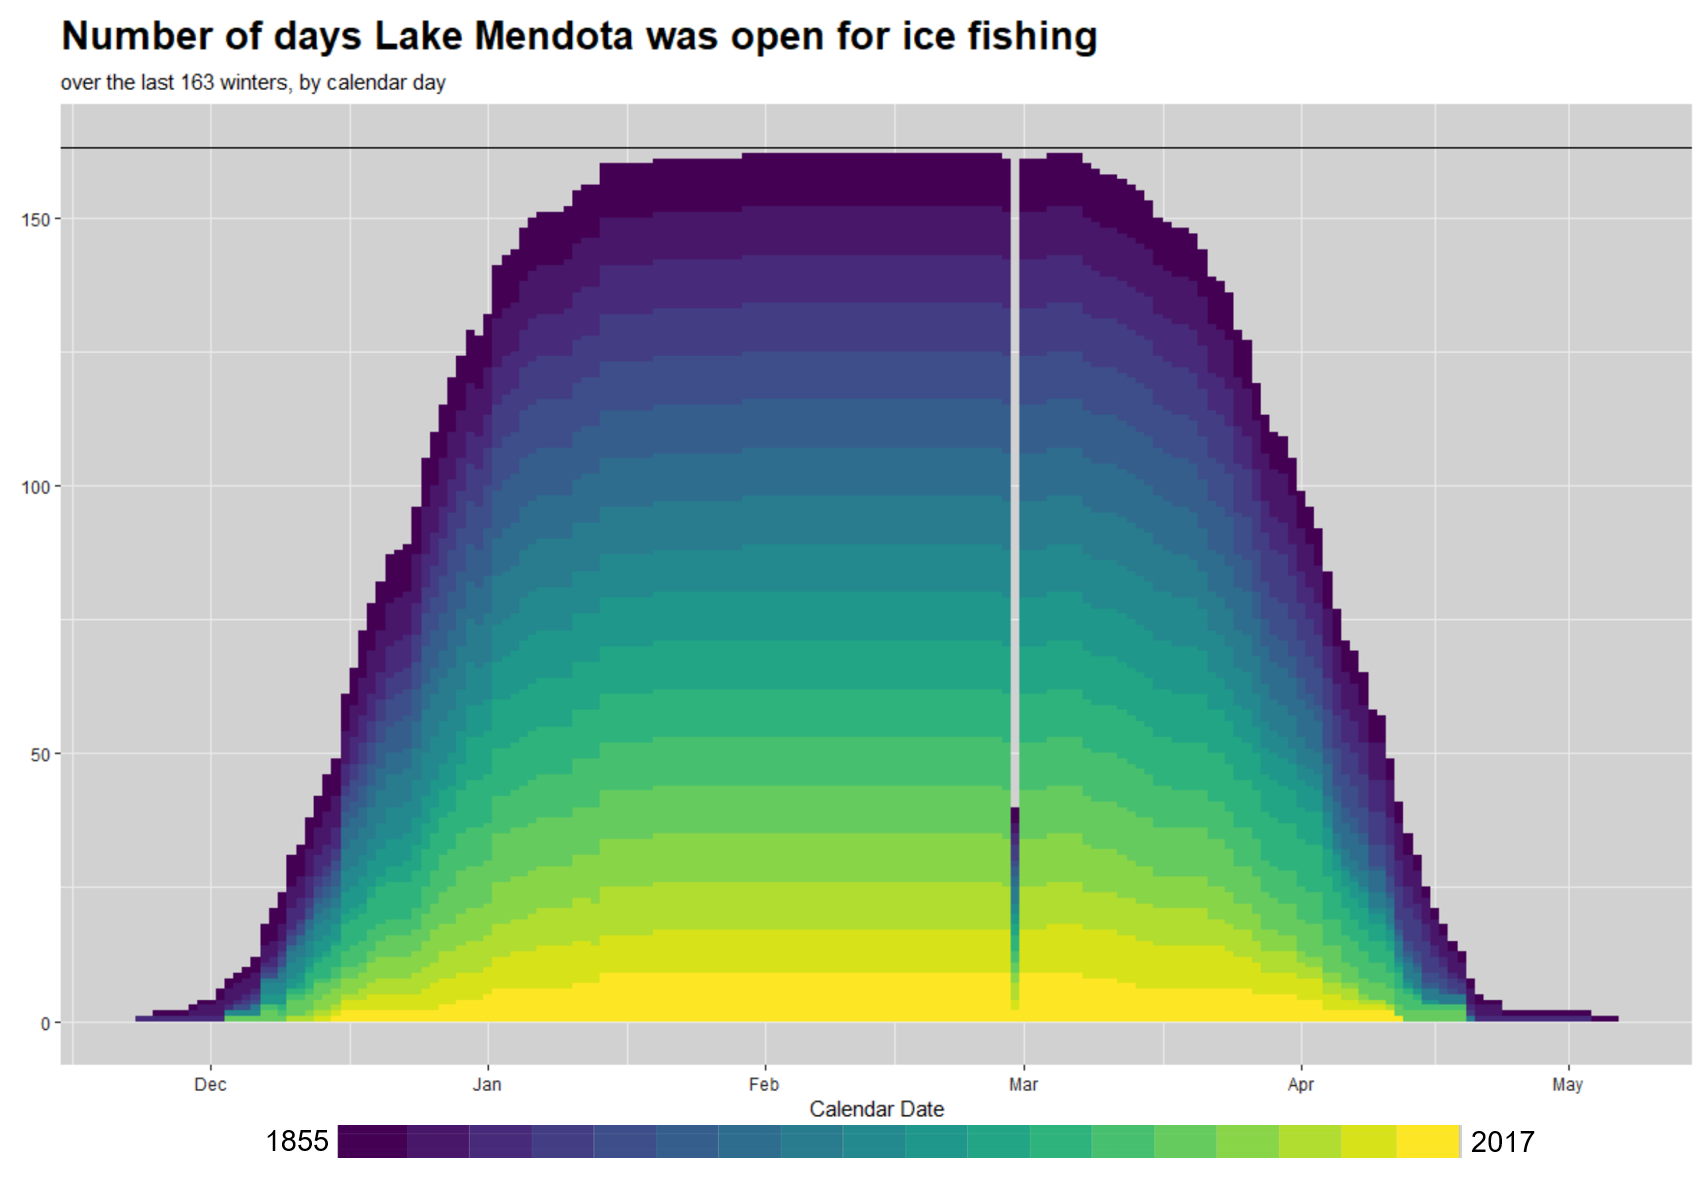 Number of days Lake Mendota was open for ice fishing
over the last 163 winters, by calendar day
150
100
50
0
Dec Jan Feb Mar Apr May
Calendar Date
1855 2017